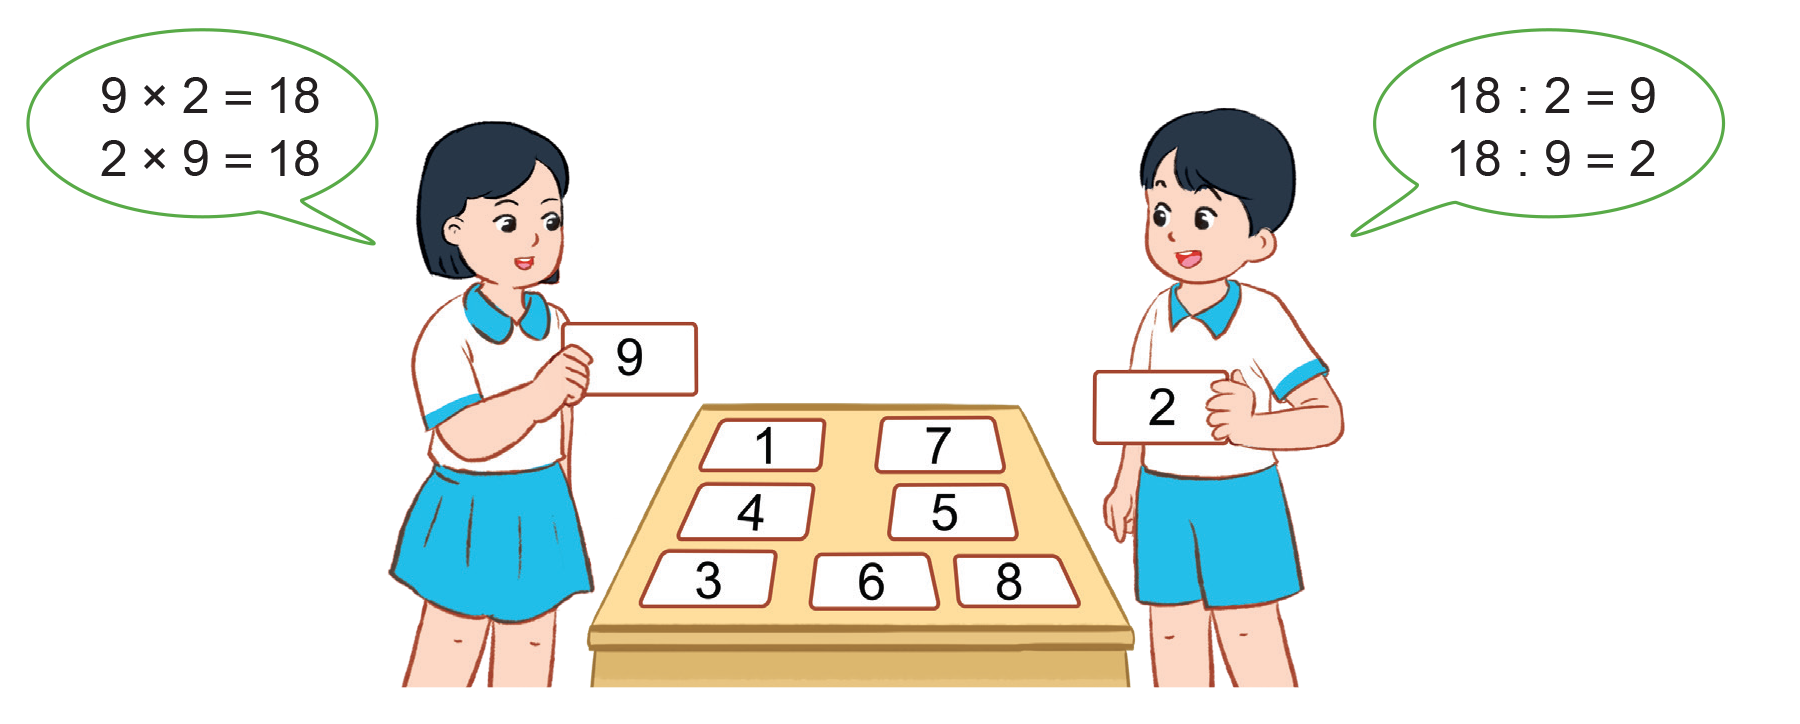 9 × 2 = 18
2 × 9 = 18
18 : 2 = 9
18 : 9 = 2
9
2
1 7
4 5
3 6 8